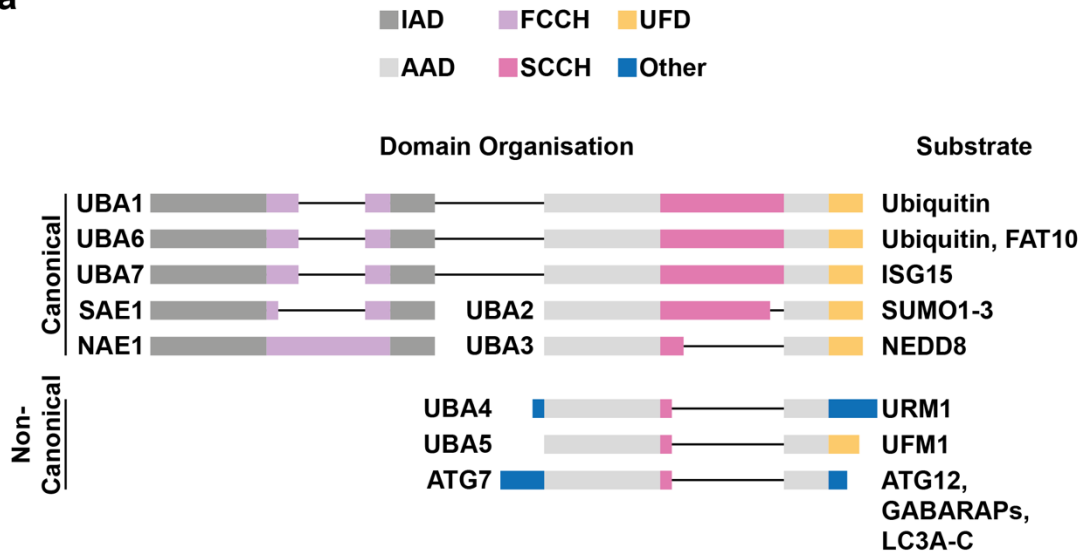 a
IAD FCCH UFD
AAD SCCH Other
Domain Organisation Substrate
Canonical
UBA1 Ubiquitin
UBA6 Ubiquitin, FAT10
UBA7 ISG15
SAE1 UBA2 SUMO1-3
NAE1 UBA3 NEDD8
Non-
Canonical
UBA4 URM1
UBA5 UFM1
ATG7 ATG12,
GABARAPs,
LC3A-C